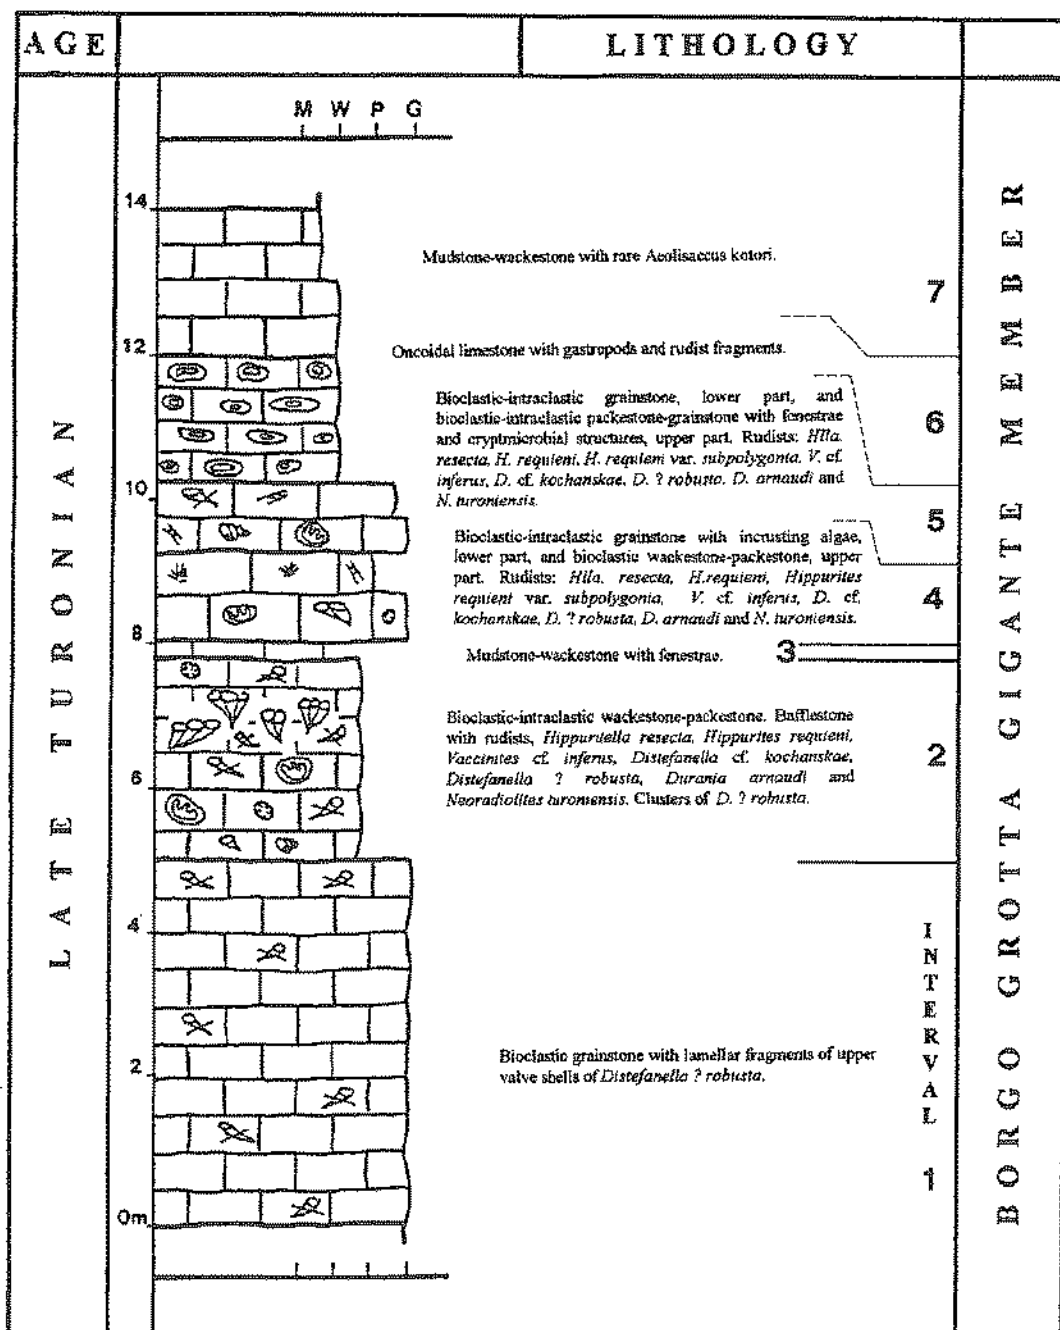 AGE
LITHOLOGY
M W P G
14
12
10
8
6
4
2
0m
LATE TURONIAN
Mudstone-wackestone with rare Aeolisaccus kotori.
7
Oncoidal limestone with gastropods and rudist fragments.
Bioclastic-intraclastic grainstone, lower part, and
bioclastic-intraclastic packestone-grainstone with fenestrae
and cryptmicrobial structures, upper part. Rudists: Hlla.
resecta, H. requieni, H. requieni var. subpolygonia, V. cf.
inferus, D. cf. kochanskae, D. ? robusta, D. arnaudi and
N. turoniensis.
6
5
Bioclastic-intraclastic grainstone with incrusting algae,
lower part, and bioclastic wackestone-packestone, upper
part. Rudists: Hlla. resecta, H.requieni, Hippurites
requieni var. subpolygonia, V. cf. inferus, D. cf.
kochanskae, D. ? robusta, D. arnaudi and N. turoniensis.
4
Mudstone-wackestone with fenestrae.
3
Bioclastic-intraclastic wackestone-packestone. Bafflestone
with rudists, Hippuritella resecta, Hippurites requieni,
Vaccinites cf. inferus, Distefanella cf. kochanskae,
Distefanella ? robusta, Durania arnaudi and
Neoradiolites turoniensis. Clusters of D. ? robusta.
2
Bioclastic grainstone with lamellar fragments of upper
valve shells of Distefanella ? robusta.
INTERVAL 1
BORGO GROTTA GIGANTE MEMBER